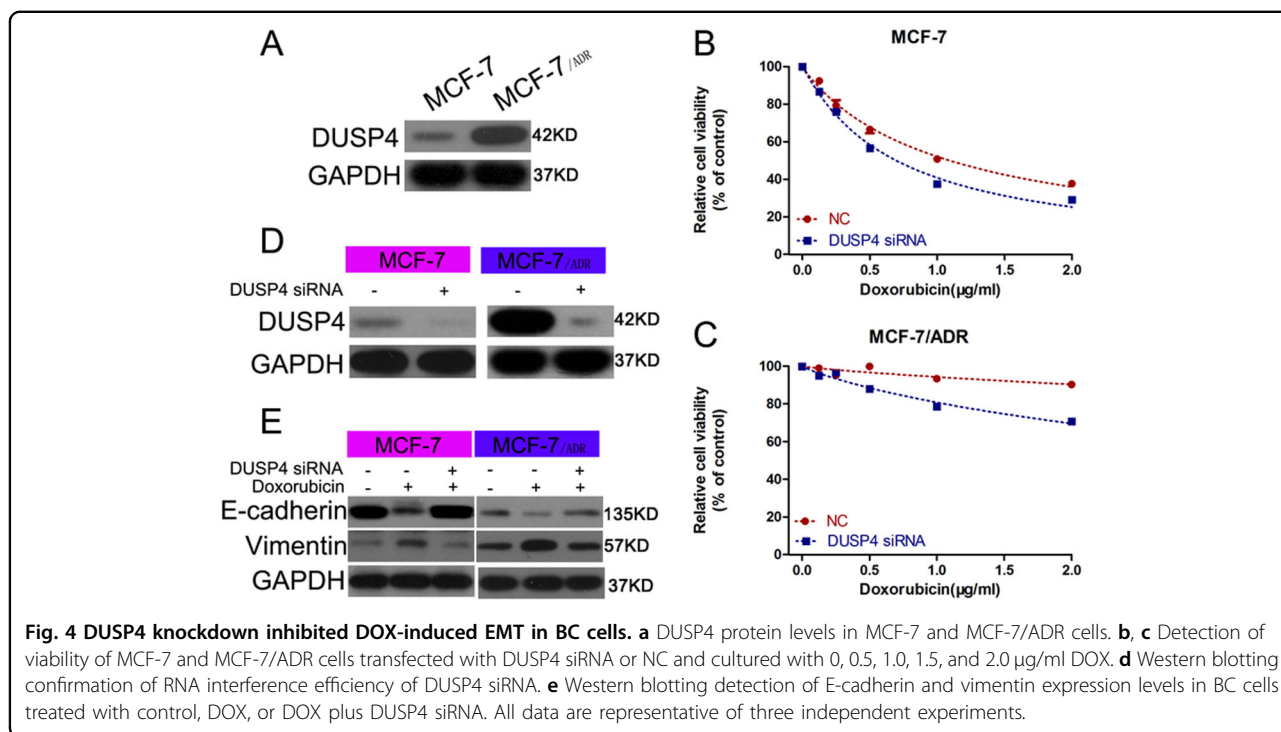 A
MCF-7 MCF-7/ADR
DUSP4 42KD
GAPDH 37KD
B
MCF-7
Relative cell viability
(% of control)
100
80
60
40
20
0
NC
DUSP4 siRNA
0.0 0.5 1.0 1.5 2.0
Doxorubicin(μg/ml)
D
MCF-7 MCF-7/ADR
DUSP4 siRNA - + - +
DUSP4 42KD
GAPDH 37KD
C
MCF-7/ADR
Relative cell viability
(% of control)
100
80
60
40
20
0
NC
DUSP4 siRNA
0.0 0.5 1.0 1.5 2.0
Doxorubicin(μg/ml)
E
MCF-7 MCF-7/ADR
DUSP4 siRNA - - + - - +
Doxorubicin - + + - + +
E-cadherin 135KD
Vimentin 57KD
GAPDH 37KD
Fig. 4 DUSP4 knockdown inhibited DOX-induced EMT in BC cells. a DUSP4 protein levels in MCF-7 and MCF-7/ADR cells. b, c Detection of
viability of MCF-7 and MCF-7/ADR cells transfected with DUSP4 siRNA or NC and cultured with 0, 0.5, 1.0, 1.5, and 2.0 μg/ml DOX. d Western blotting
confirmation of RNA interference efficiency of DUSP4 siRNA. e Western blotting detection of E-cadherin and vimentin expression levels in BC cells
treated with control, DOX, or DOX plus DUSP4 siRNA. All data are representative of three independent experiments.